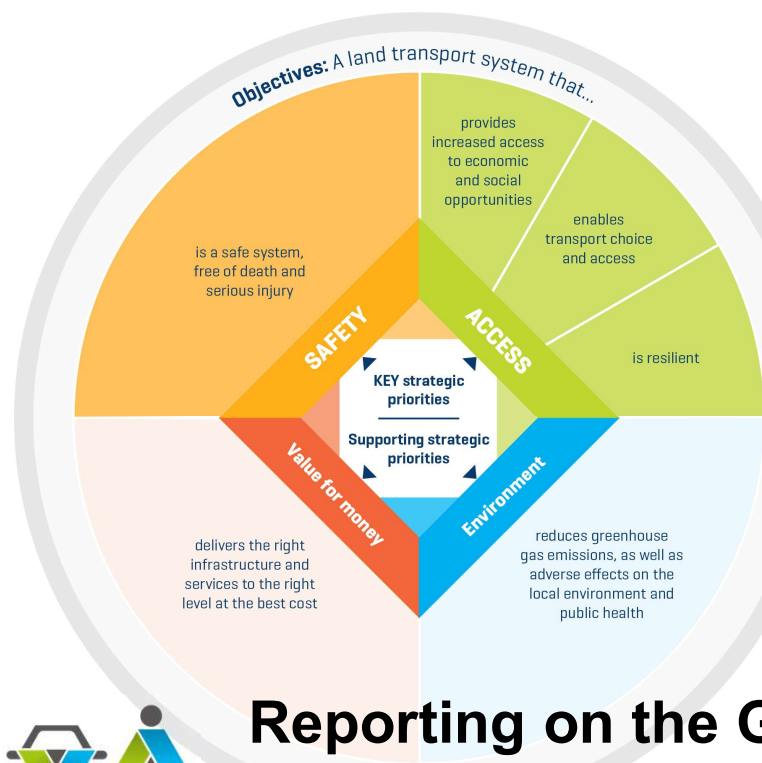 Objectives: A land transport system that...
provides
increased access
to economic
and social
opportunities
enables
transport choice
and access
is a safe system,
free of death and
serious injury
is resilient
SAFETY
ACCESS
KEY strategic
priorities
Supporting strategic
priorities
Value for money
Environment
delivers the right
infrastructure and
services to the right
level at the best cost
reduces greenhouse
gas emissions, as well as
adverse effects on the
local environment and
public health
Reporting on the G